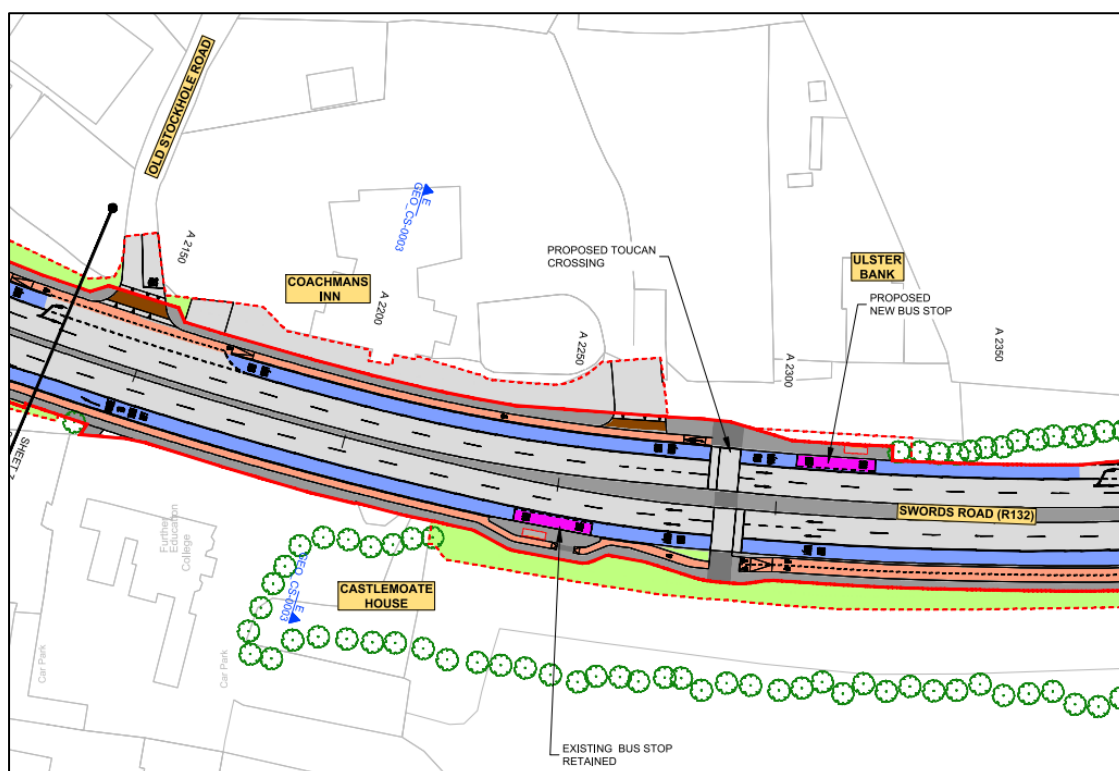 OLD STOCKHOLE ROAD
A 2150
GEO_CS-0003
E
COACHMANS
INN
A 2200
PROPOSED TOUCAN
CROSSING
ULSTER
BANK
PROPOSED
NEW BUS STOP
A 2250
A 2300
A 2350
SWORDS ROAD (R132)
SHEET 7
Further
Education
College
GEO_CS-0003
E
CASTLEMOATE
HOUSE
Car Park
Car Park
EXISTING BUS STOP
RETAINED